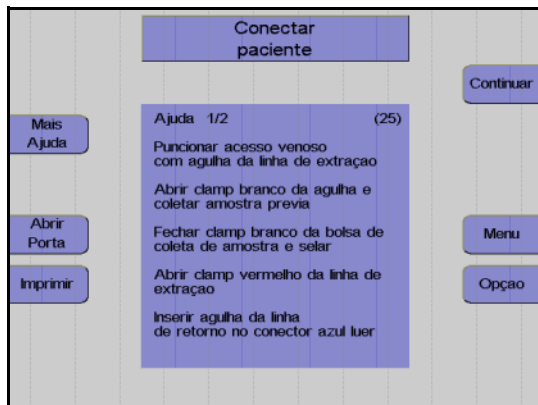 Conectar
paciente
Continuar
Mais
Ajuda
Ajuda 1/2 (25)
Puncionar acesso venoso
com agulha da linha de extraçao
Abrir clamp branco da agulha e
coletar amostra previa
Fechar clamp branco da bolsa de
coleta de amostra e selar
Abrir clamp vermelho da linha de
extraçao
Inserir agulha da linha
de retorno no conector azul luer
Abrir
Porta
Imprimir
Menu
Opçao